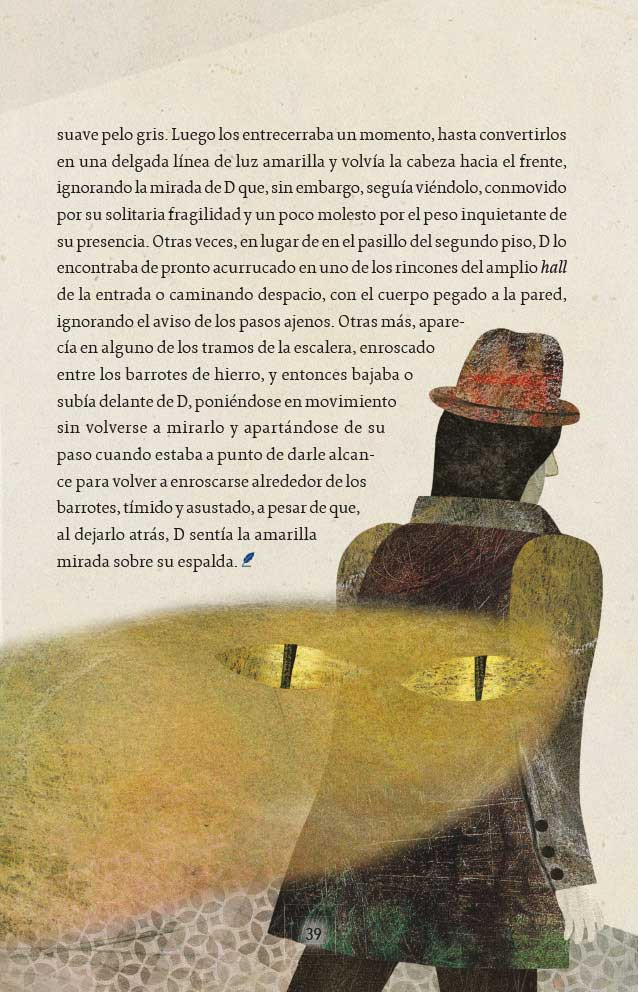 suave pelo gris. Luego los entrecerraba un momento, hasta convertirlos
en una delgada línea de luz amarilla y volvía la cabeza hacia el frente,
ignorando la mirada de D que, sin embargo, seguía viéndolo, conmovido
por su solitaria fragilidad y un poco molesto por el peso inquietante de
su presencia. Otras veces, en lugar de en el pasillo del segundo piso, D lo
encontraba de pronto acurrucado en uno de los rincones del amplio hall
de la entrada o caminando despacio, con el cuerpo pegado a la pared,
ignorando el aviso de los pasos ajenos. Otras más, apare-
cía en alguno de los tramos de la escalera, enroscado
entre los barrotes de hierro, y entonces bajaba o
subía delante de D, poniéndose en movimiento
sin volverse a mirarlo y apartándose de su
paso cuando estaba a punto de darle alcan-
ce para volver a enroscarse alrededor de los
barrotes, tímido y asustado, a pesar de que,
al dejarlo atrás, D sentía la amarilla
mirada sobre su espalda.
39